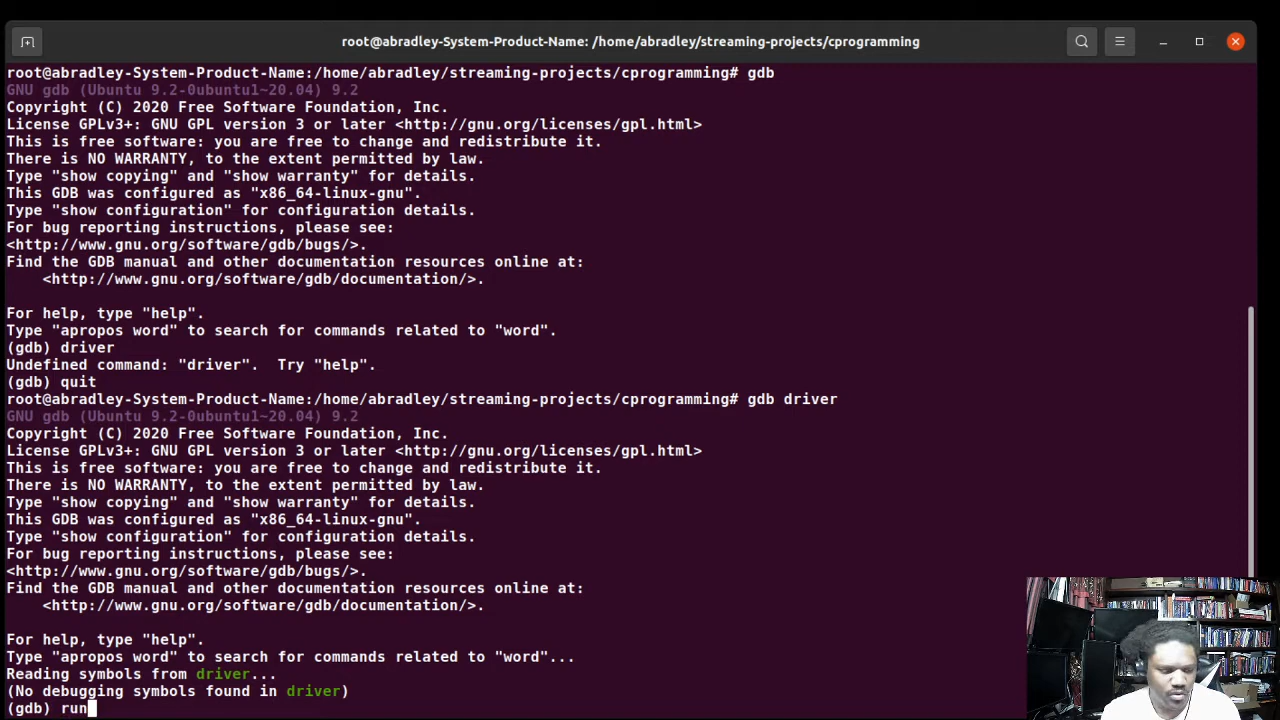 root@abradley-System-Product-Name: /home/abradley/streaming-projects/cprogramming
root@abradley-System-Product-Name:/home/abradley/streaming-projects/cprogramming# gdb
GNU gdb (Ubuntu 9.2-0ubuntu1~20.04) 9.2
Copyright (C) 2020 Free Software Foundation, Inc.
License GPLv3+: GNU GPL version 3 or later <http://gnu.org/licenses/gpl.html>
This is free software: you are free to change and redistribute it.
There is NO WARRANTY, to the extent permitted by law.
Type "show copying" and "show warranty" for details.
This GDB was configured as "x86_64-linux-gnu".
Type "show configuration" for configuration details.
For bug reporting instructions, please see:
<http://www.gnu.org/software/gdb/bugs/>.
Find the GDB manual and other documentation resources online at:
    <http://www.gnu.org/software/gdb/documentation/>.

For help, type "help".
Type "apropos word" to search for commands related to "word".
(gdb) driver
Undefined command: "driver".  Try "help".
(gdb) quit
root@abradley-System-Product-Name:/home/abradley/streaming-projects/cprogramming# gdb driver
GNU gdb (Ubuntu 9.2-0ubuntu1~20.04) 9.2
Copyright (C) 2020 Free Software Foundation, Inc.
License GPLv3+: GNU GPL version 3 or later <http://gnu.org/licenses/gpl.html>
This is free software: you are free to change and redistribute it.
There is NO WARRANTY, to the extent permitted by law.
Type "show copying" and "show warranty" for details.
This GDB was configured as "x86_64-linux-gnu".
Type "show configuration" for configuration details.
For bug reporting instructions, please see:
<http://www.gnu.org/software/gdb/bugs/>.
Find the GDB manual and other documentation resources online at:
    <http://www.gnu.org/software/gdb/documentation/>.

For help, type "help".
Type "apropos word" to search for commands related to "word"...
Reading symbols from driver...
(No debugging symbols found in driver)
(gdb) run